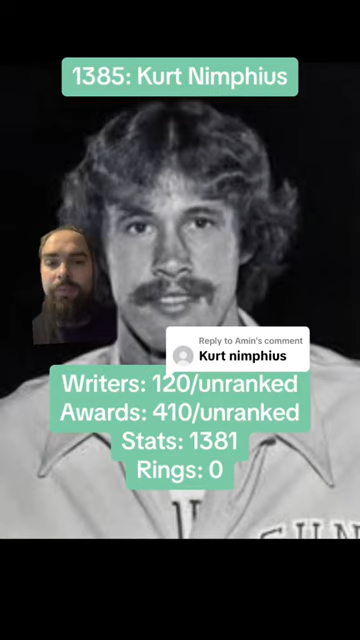 1385: Kurt Nimphius
Reply to Amin's comment
Kurt nimphius
Writers: 120/unranked
Awards: 410/unranked
Stats: 1381
Rings: 0